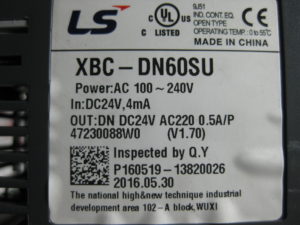 LS
C UL US LISTED
9J51
IND. CONT. EQ.
OPEN TYPE
OPERATING TEMP.: 0 to 55°C
MADE IN CHINA
XBC-DN60SU
Power:AC 100~240V
In:DC24V,4mA
OUT:DN DC24V AC220 0.5A/P
47230088W0 (V1.70)
Inspected by Q.Y
P160519-13820026
2016.05.30
The national high&new technique industrial
development area 102-A block,WUXI